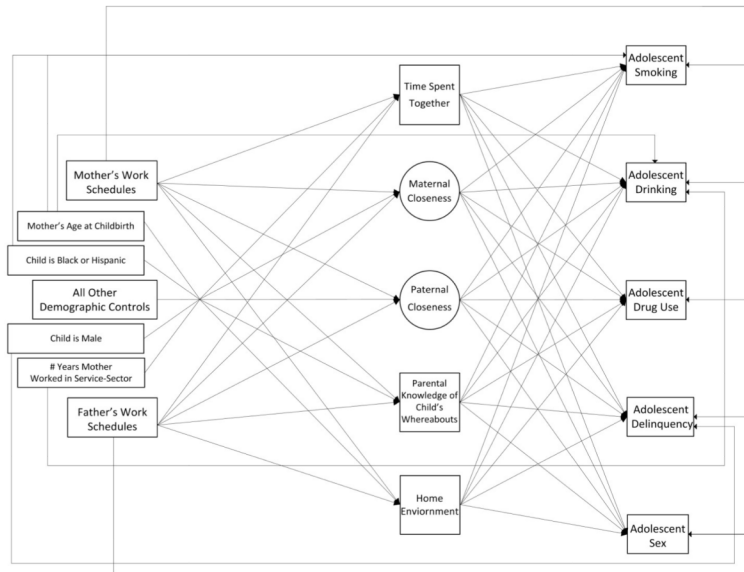 Time Spent
Together
Maternal
Closeness
Paternal
Closeness
Parental
Knowledge of
Child's
Whereabouts
Home
Enviornment
Mother's Work
Schedules
Mother's Age at Childbirth
Child is Black or Hispanic
All Other
Demographic Controls
Child is Male
# Years Mother
Worked in Service-Sector
Father's Work
Schedules
Adolescent
Smoking
Adolescent
Drinking
Adolescent
Drug Use
Adolescent
Delinquency
Adolescent
Sex